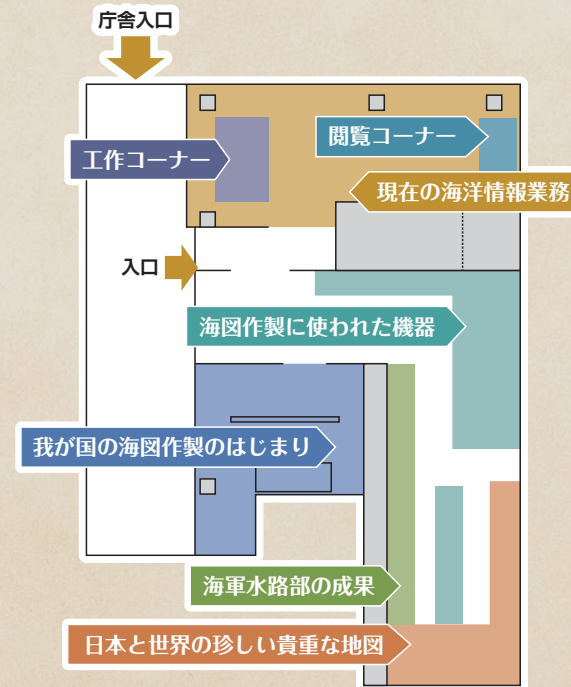 庁舎入口
閲覧コーナー
工作コーナー
現在の海洋情報業務
入口
海図作製に使われた機器
我が国の海図作製のはじまり
海軍水路部の成果
日本と世界の珍しい貴重な地図